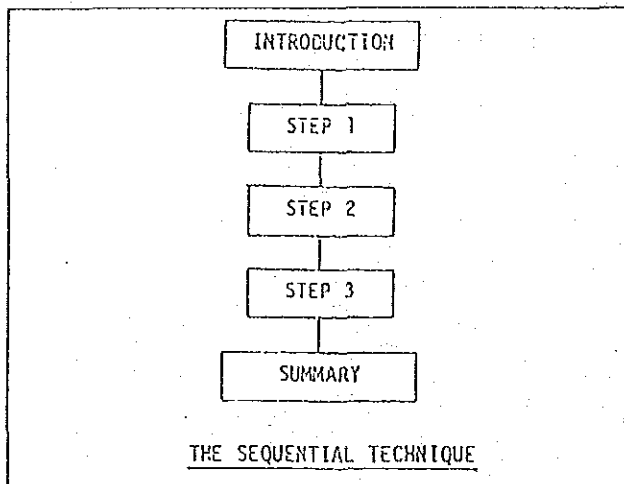 INTRODUCTION
STEP 1
STEP 2
STEP 3
SUMMARY
THE SEQUENTIAL TECHNIQUE